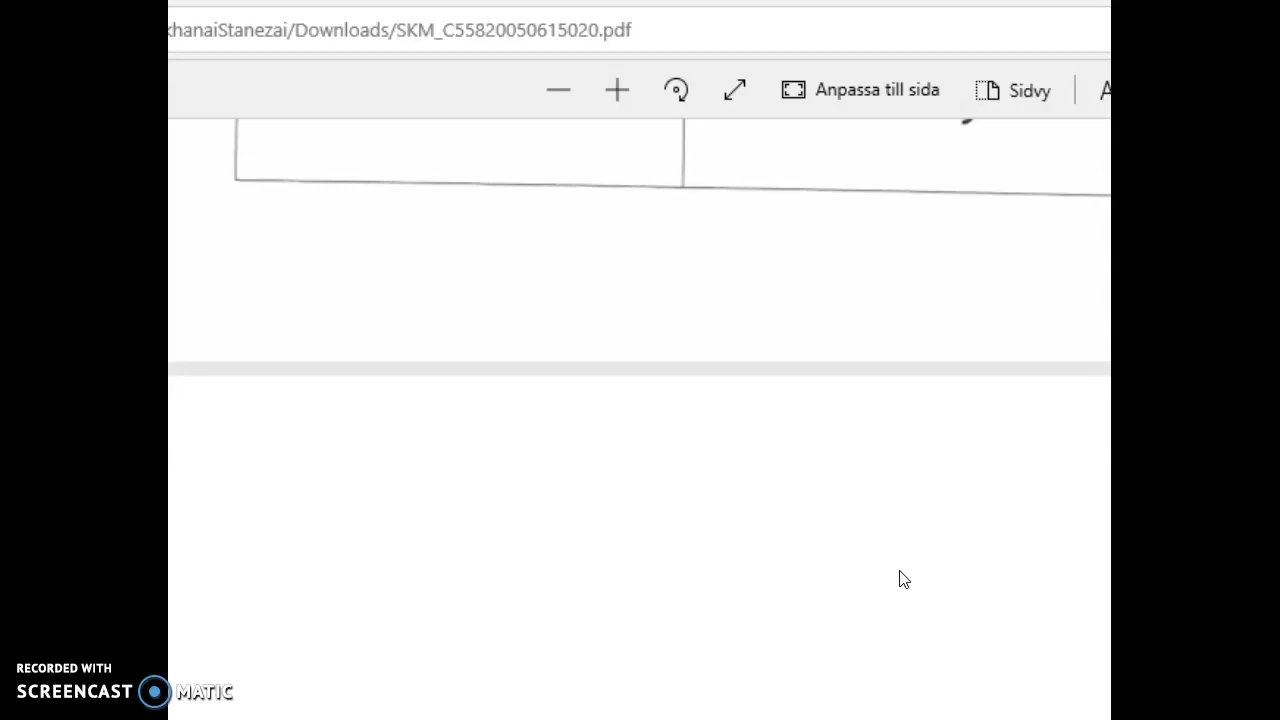 khanaiStanezai/Downloads/SKM_C55820050615020.pdf
Anpassa till sida
Sidvy
A
RECORDED WITH
SCREENCAST MATIC